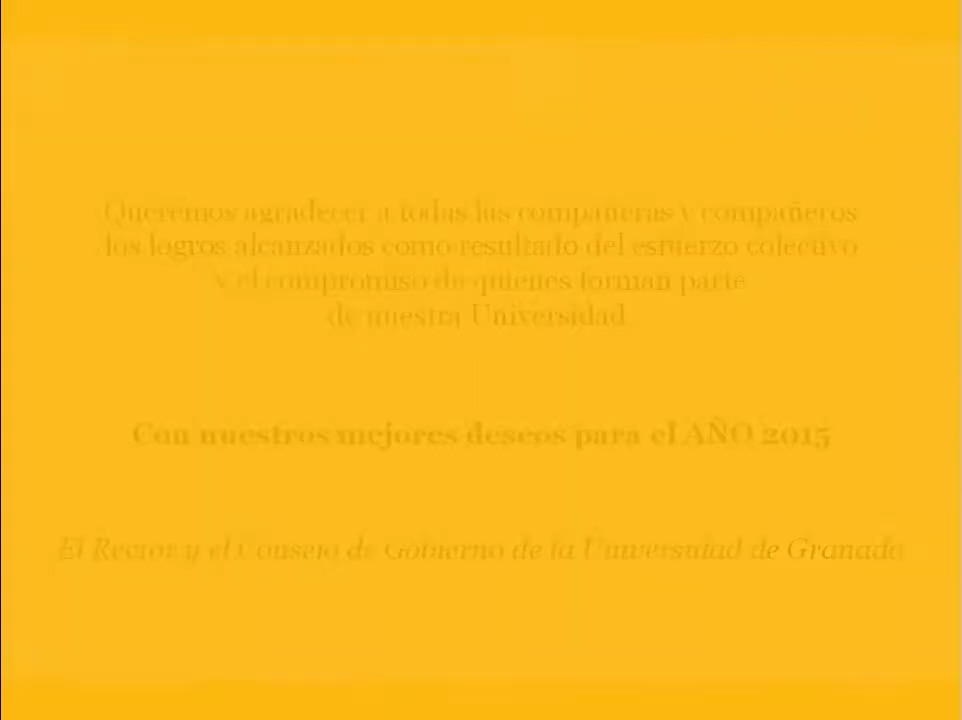 Queremos agradecer a todas las compañeras y compañeros
los logros alcanzados como resultado del esfuerzo colectivo
y el compromiso de quienes forman parte
de nuestra Universidad
Con nuestros mejores deseos para el AÑO 2015
El Rector y el Consejo de Gobierno de la Universidad de Granada